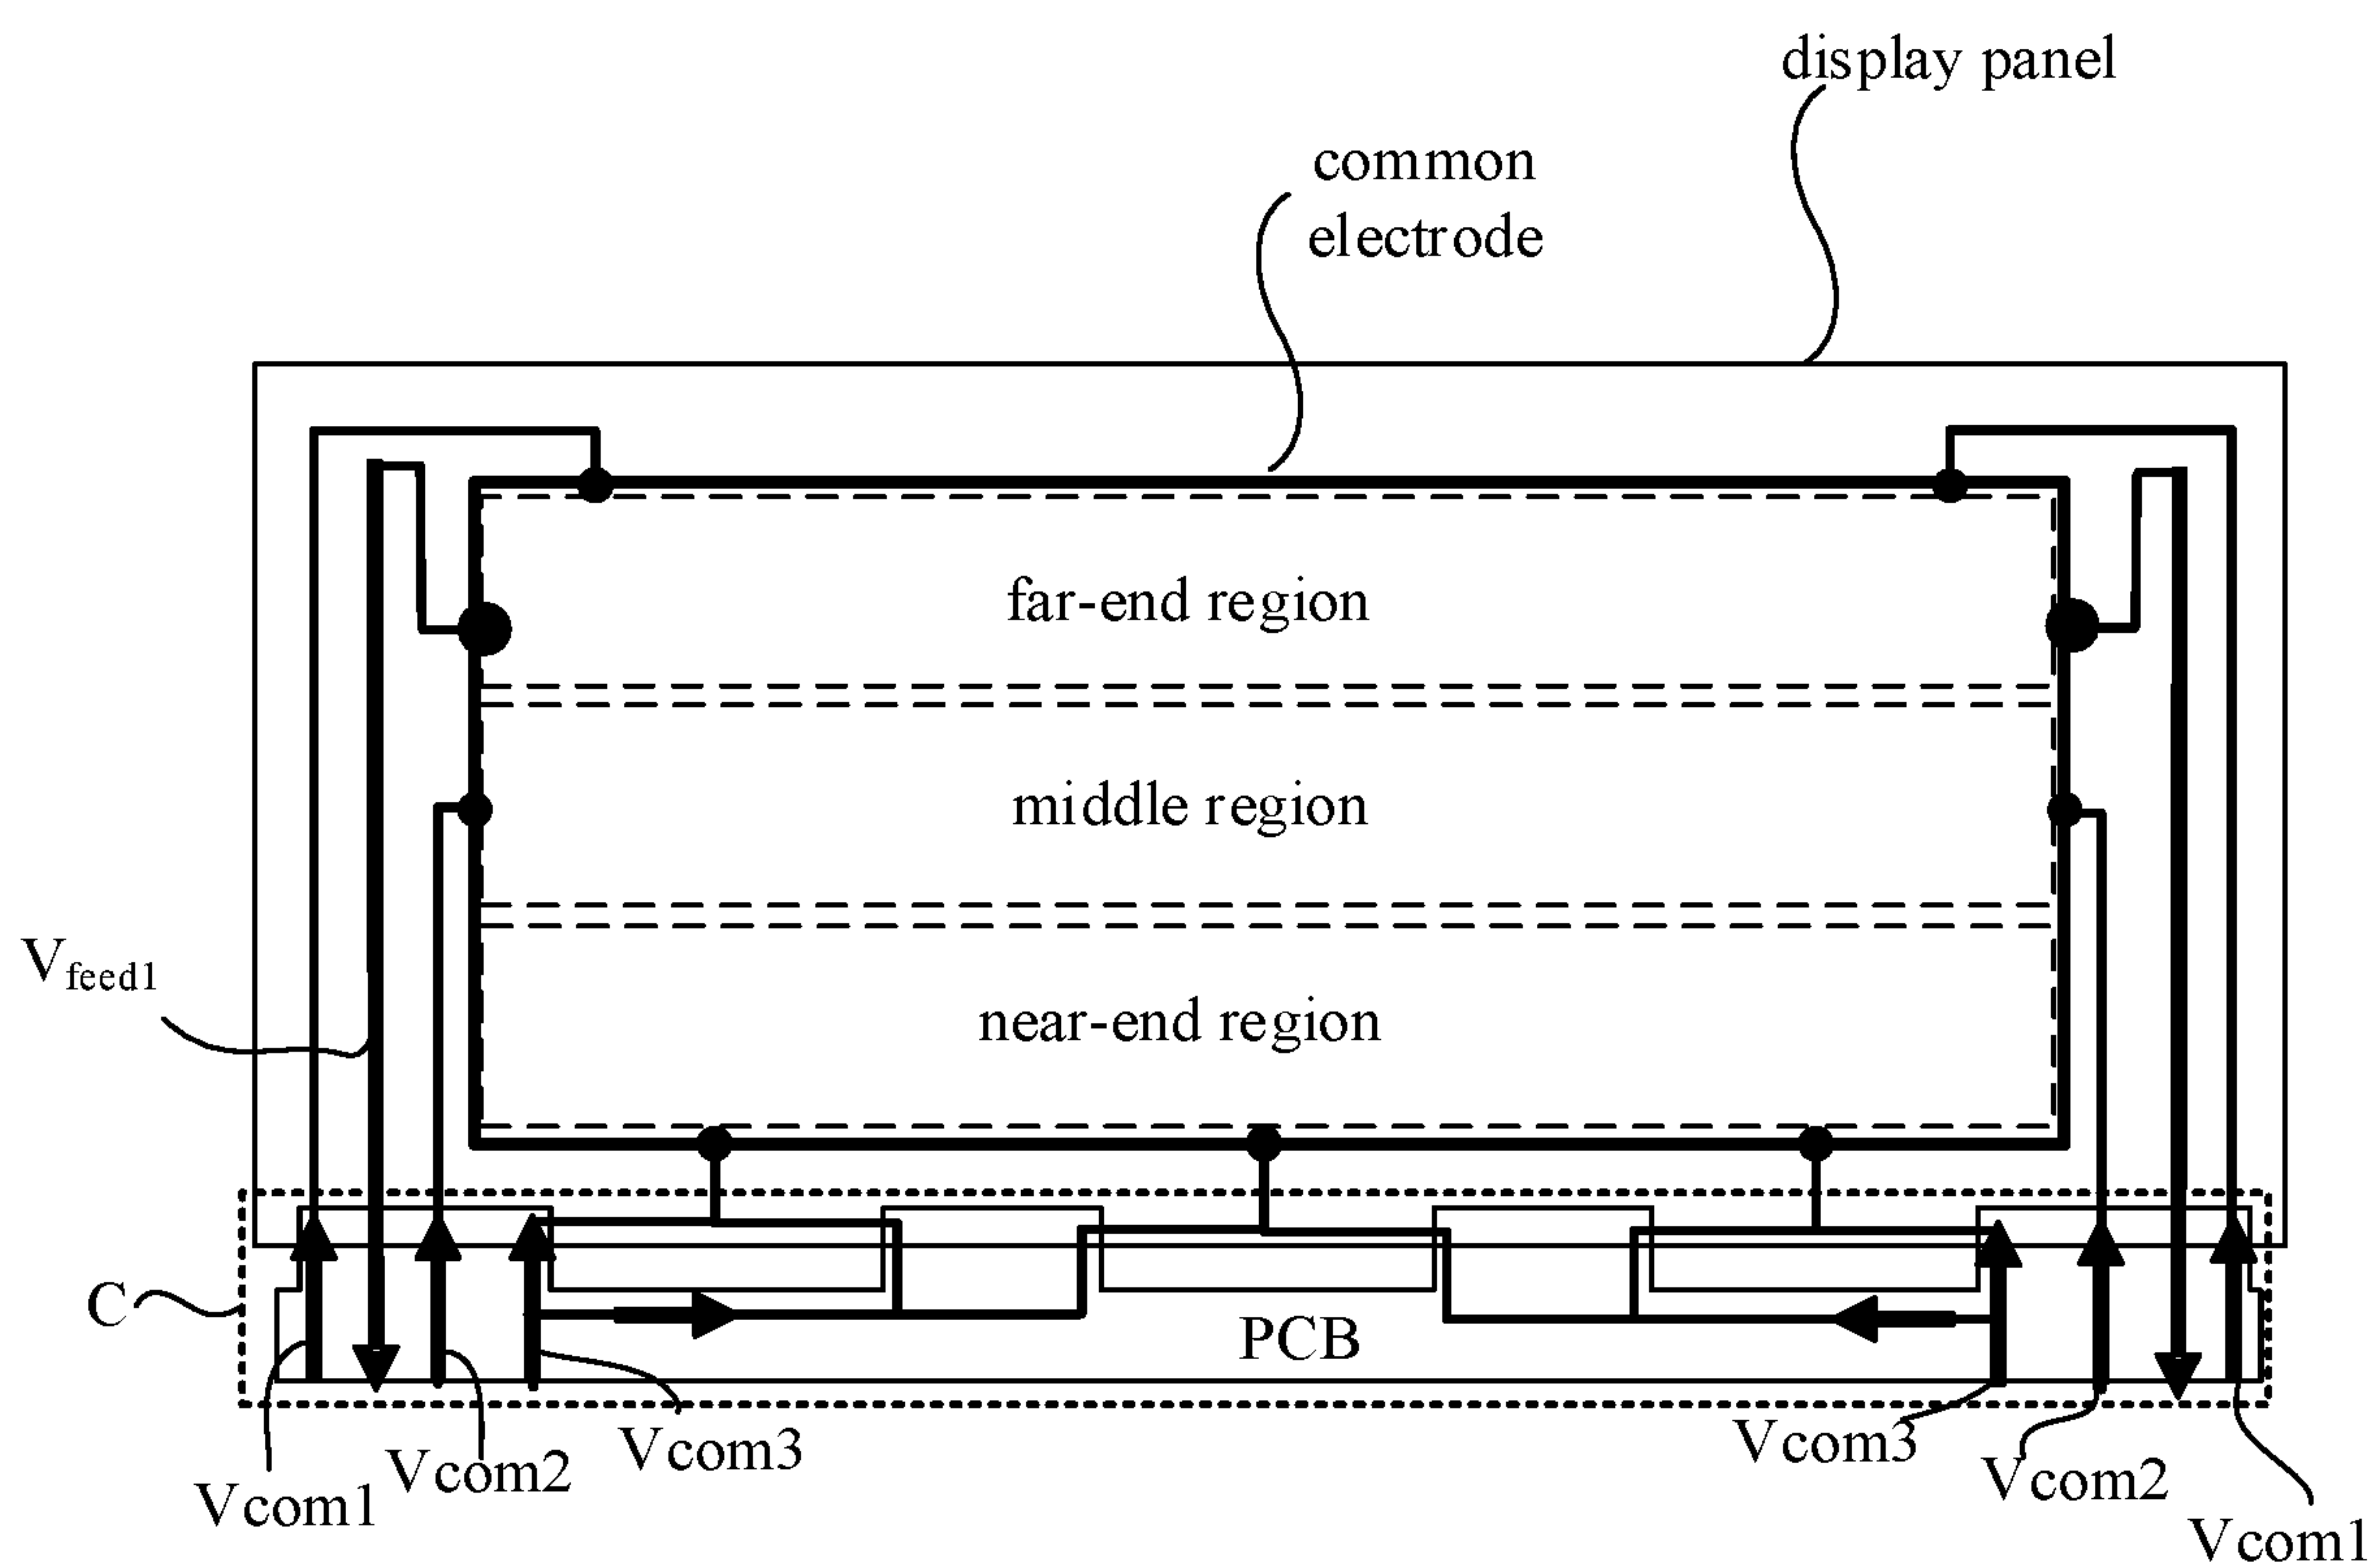 display panel
common
electrode
far-end region
middle region
Vfeed1
near-end region
C
PCB
Vcom3
Vcom3
Vcom2
Vcom2
Vcom1
Vcom1